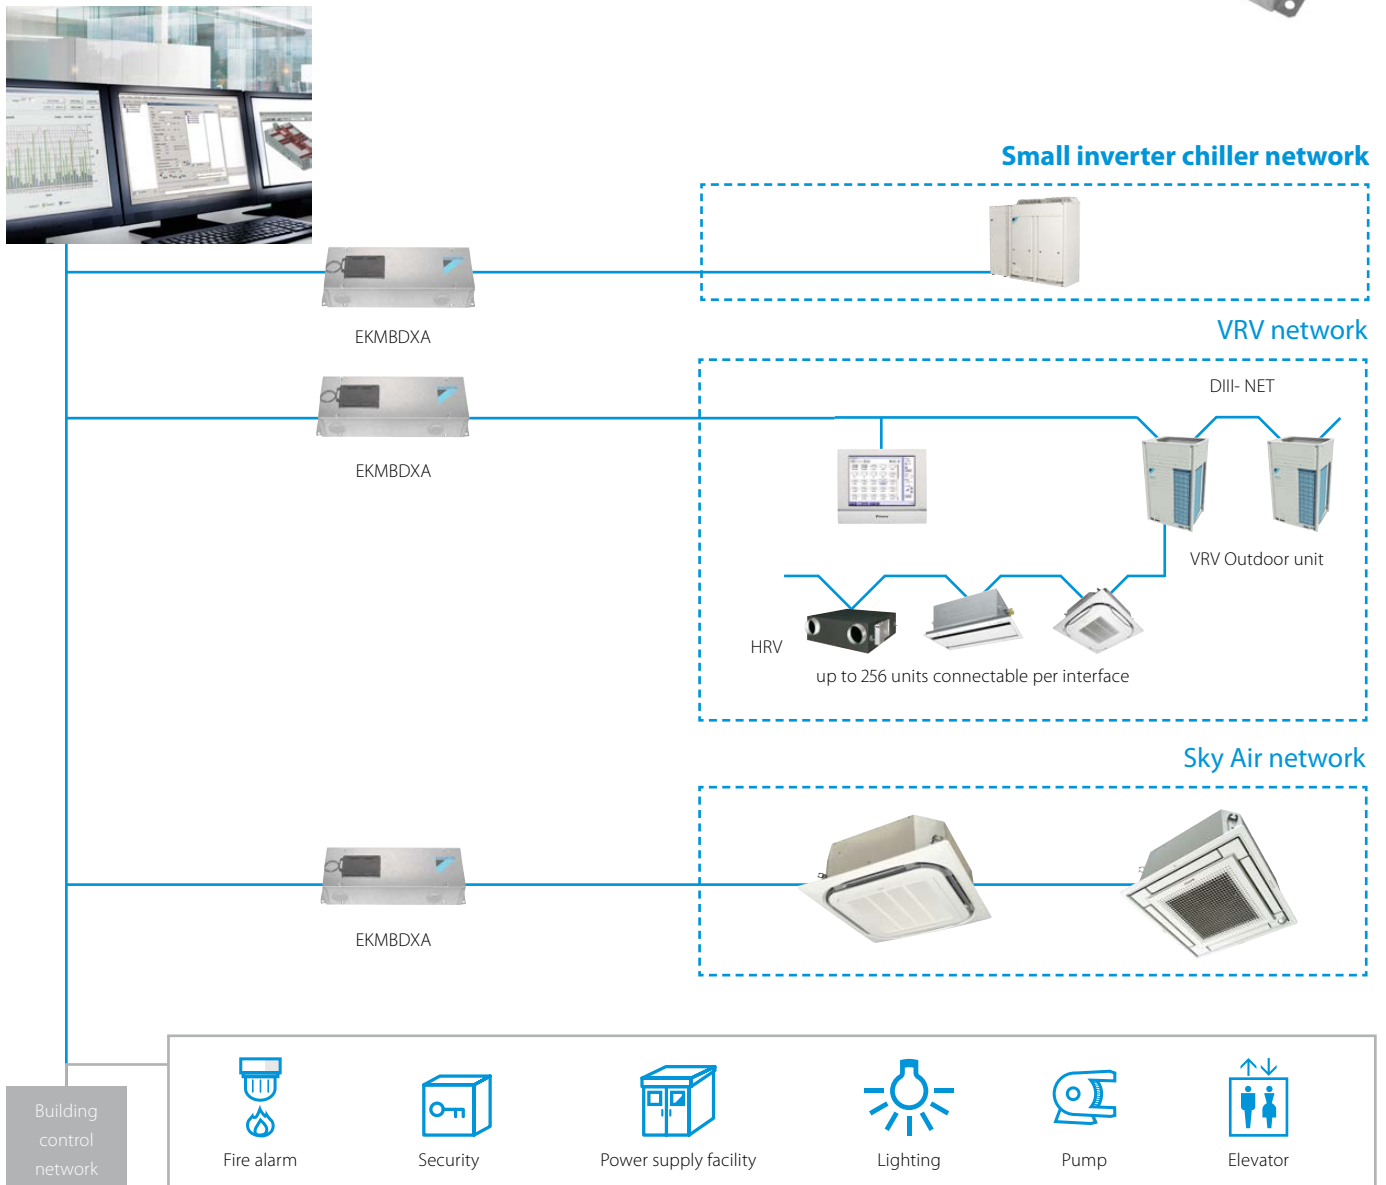 Small inverter chiller network
EKMBDXA
VRV network
DIII- NET
EKMBDXA
VRV Outdoor unit
HRV
up to 256 units connectable per interface
Sky Air network
EKMBDXA
Building
control
network
Fire alarm
Security
Power supply facility
Lighting
Pump
Elevator